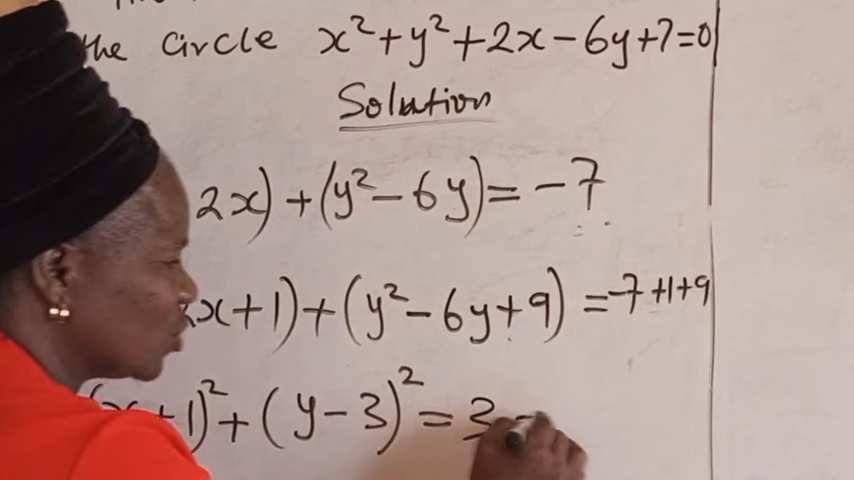 the circle x²+y²+2x-6y+7=0
Solution
2x)+(y²-6y)=-7
x+1)+(y²-6y+9)=-7+1+9
+1)²+(y-3)²=3